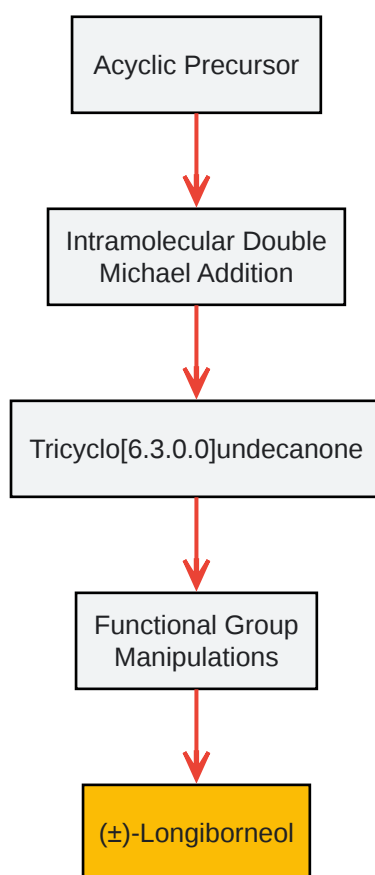 Acyclic Precursor
Intramolecular Double
Michael Addition
Tricyclo[6.3.0.0]undecanone
Functional Group
Manipulations
(±)-Longiborneol